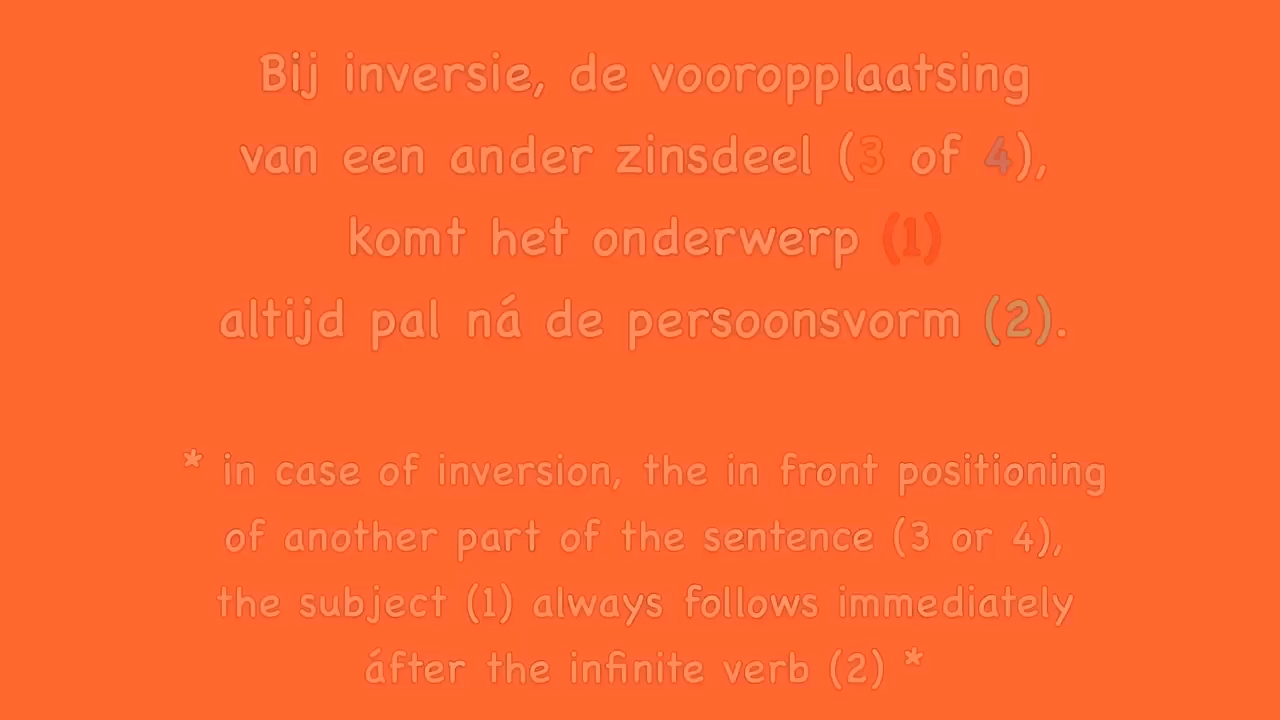 Bij inversie, de vooropplaatsing
van een ander zinsdeel (3 of 4),
komt het onderwerp (1)
altijd pal ná de persoonsvorm (2).
* in case of inversion, the in front positioning
of another part of the sentence (3 or 4),
the subject (1) always follows immediately
áfter the infinite verb (2) *